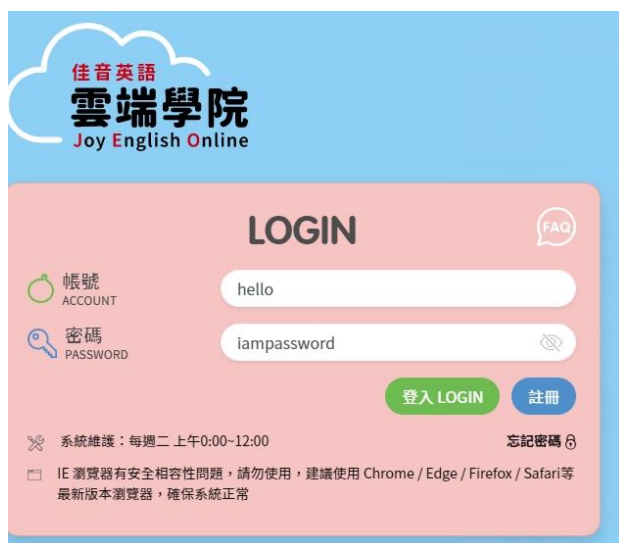 佳音英語
雲端學院
Joy English Online
LOGIN
FAQ
帳號
ACCOUNT
hello
密碼
PASSWORD
iampassword
登入 LOGIN
註冊
系統維護：每週二 上午0:00~12:00
忘記密碼
IE 瀏覽器有安全相容性問題，請勿使用，建議使用 Chrome / Edge / Firefox / Safari等
最新版本瀏覽器，確保系統正常